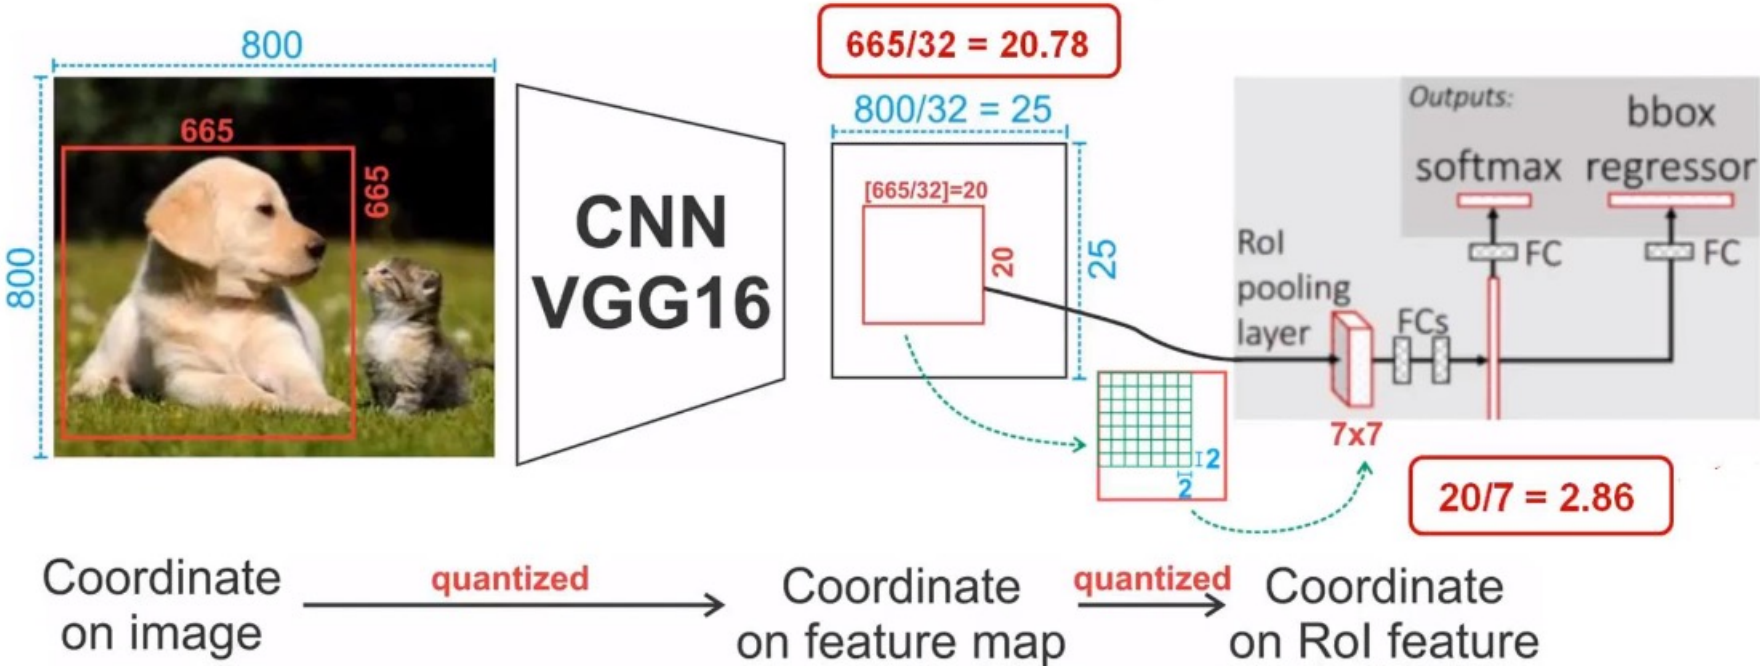 800
800
665
665
CNN
VGG16
665/32 = 20.78
800/32 = 25
[665/32]=20
20
25
2
2
Outputs:
bbox
softmax regressor
RoI
pooling
layer
FCs
FC
FC
7x7
20/7 = 2.86
Coordinate
on image
quantized
Coordinate
on feature map
quantized
Coordinate
on RoI feature